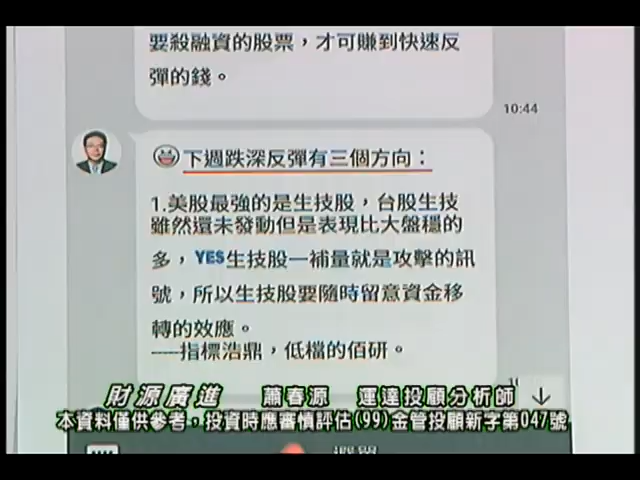 要殺融資的股票，才可賺到快速反
彈的錢。
10:44
下週跌深反彈有三個方向：
1.美股最強的是生技股，台股生技
雖然還未發動但是表現比大盤穩的
多，YES生技股一補量就是攻擊的訊
號，所以生技股要隨時留意資金移
轉的效應。
-----指標浩鼎，低檔的佰研。
財源廣進 蕭春源 運達投顧分析師
本資料僅供參考，投資時應審慎評估(99)金管投顧新字第047號